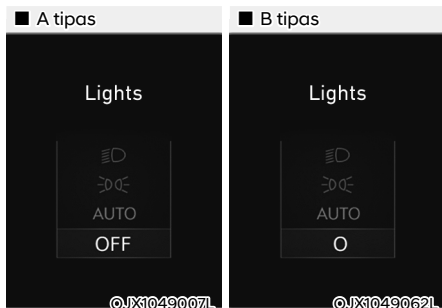 ■ A tipas
Lights
AUTO
OFF
OJX1049007L
■ B tipas
Lights
AUTO
O
OJX1049062L